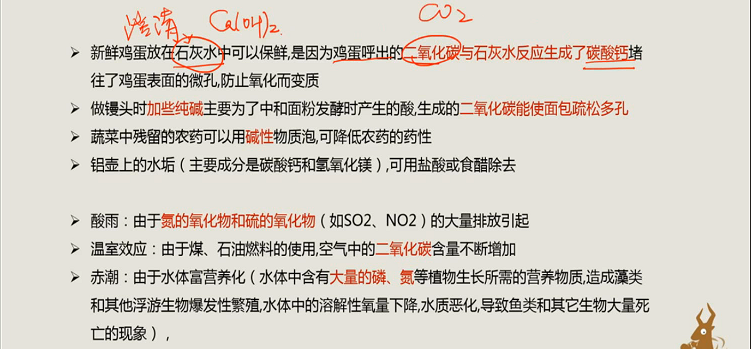 澄清 Ca(OH)2. CO2
新鲜鸡蛋放在石灰水中可以保鲜,是因为鸡蛋呼出的二氧化碳与石灰水反应生成了碳酸钙堵
住了鸡蛋表面的微孔,防止氧化而变质
做馒头时加些纯碱主要为了中和面粉发酵时产生的酸,生成的二氧化碳能使面包疏松多孔
蔬菜中残留的农药可以用碱性物质泡,可降低农药的药性
铝壶上的水垢（主要成分是碳酸钙和氢氧化镁）,可用盐酸或食醋除去
酸雨：由于氮的氧化物和硫的氧化物（如SO2、NO2）的大量排放引起
温室效应：由于煤、石油燃料的使用,空气中的二氧化碳含量不断增加
赤潮：由于水体富营养化（水体中含有大量的磷、氮等植物生长所需的营养物质,造成藻类
和其他浮游生物爆发性繁殖,水体中的溶解性氧量下降,水质恶化,导致鱼类和其它生物大量死
亡的现象）,